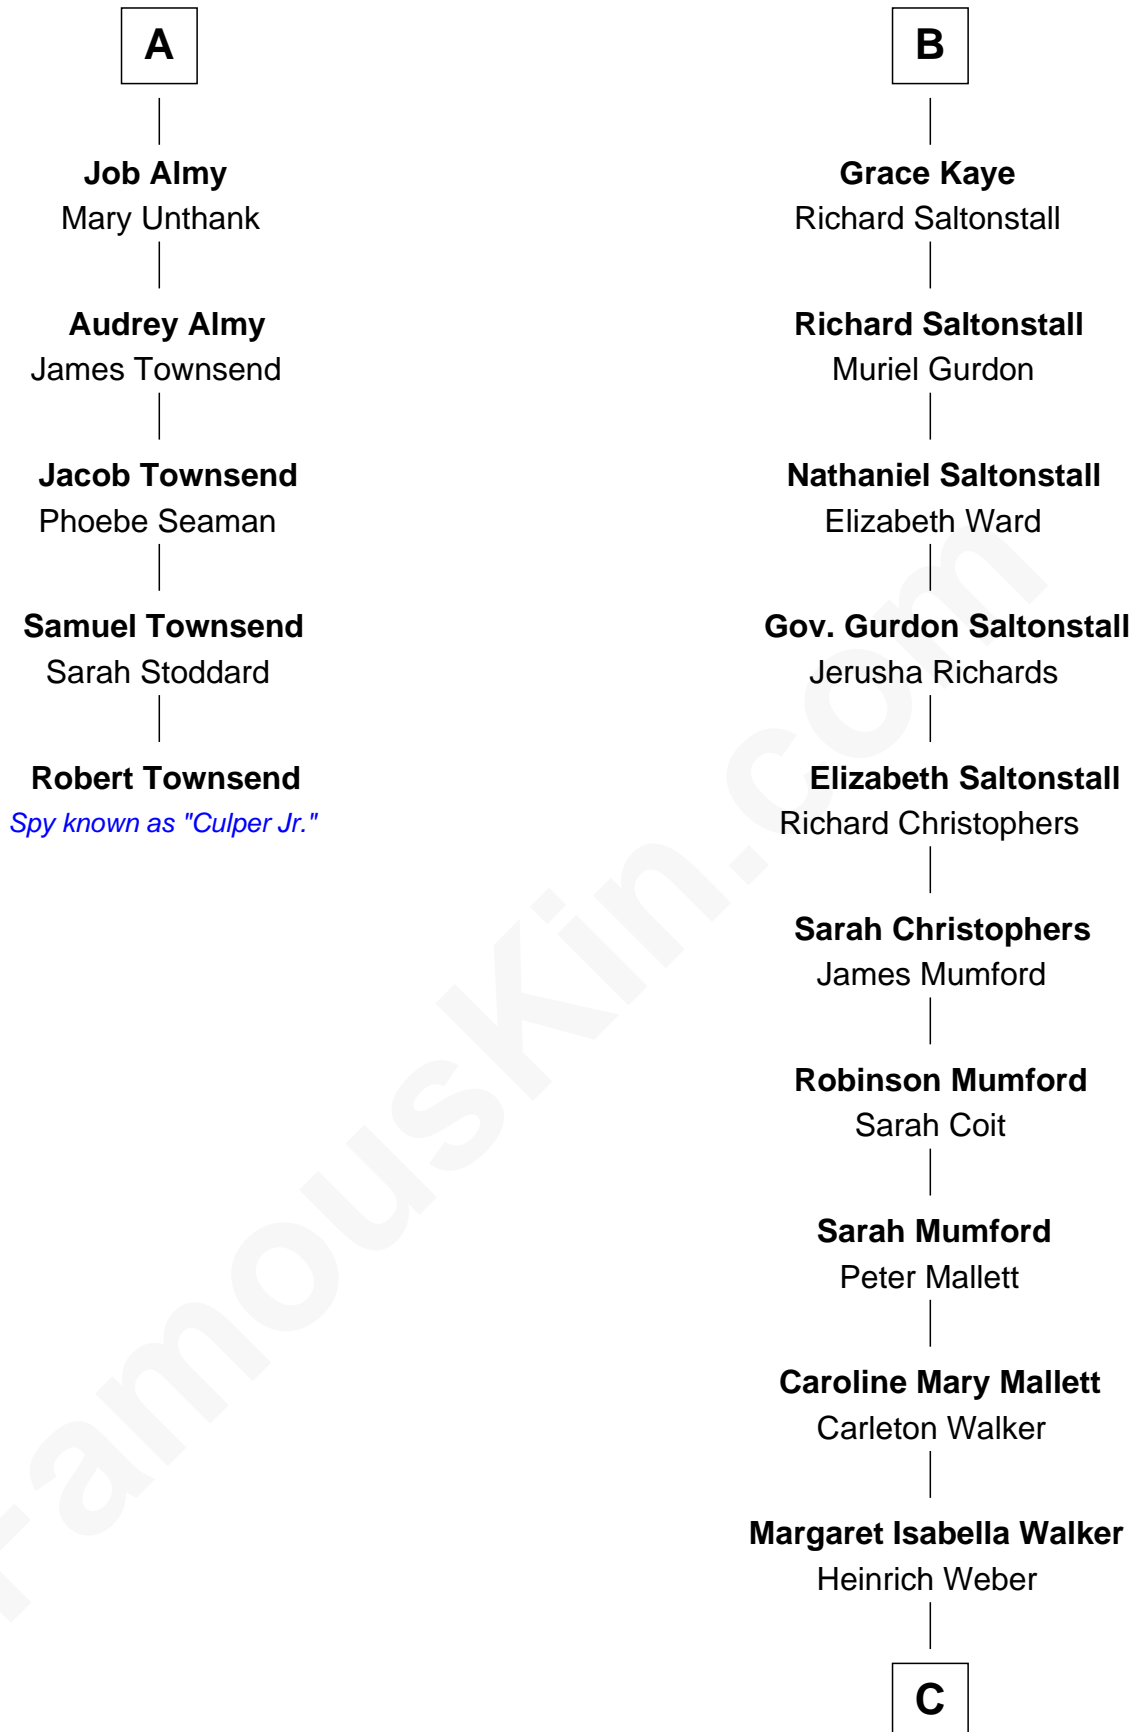 A
Job Almy
Mary Unthank
Audrey Almy
James Townsend
Jacob Townsend
Phoebe Seaman
Samuel Townsend
Sarah Stoddard
Robert Townsend
Spy known as "Culper Jr."
B
Grace Kaye
Richard Saltonstall
Richard Saltonstall
Muriel Gurdon
Nathaniel Saltonstall
Elizabeth Ward
Gov. Gurdon Saltonstall
Jerusha Richards
Elizabeth Saltonstall
Richard Christophers
Sarah Christophers
James Mumford
Robinson Mumford
Sarah Coit
Sarah Mumford
Peter Mallett
Caroline Mary Mallett
Carleton Walker
Margaret Isabella Walker
Heinrich Weber
C
FamousKin.com